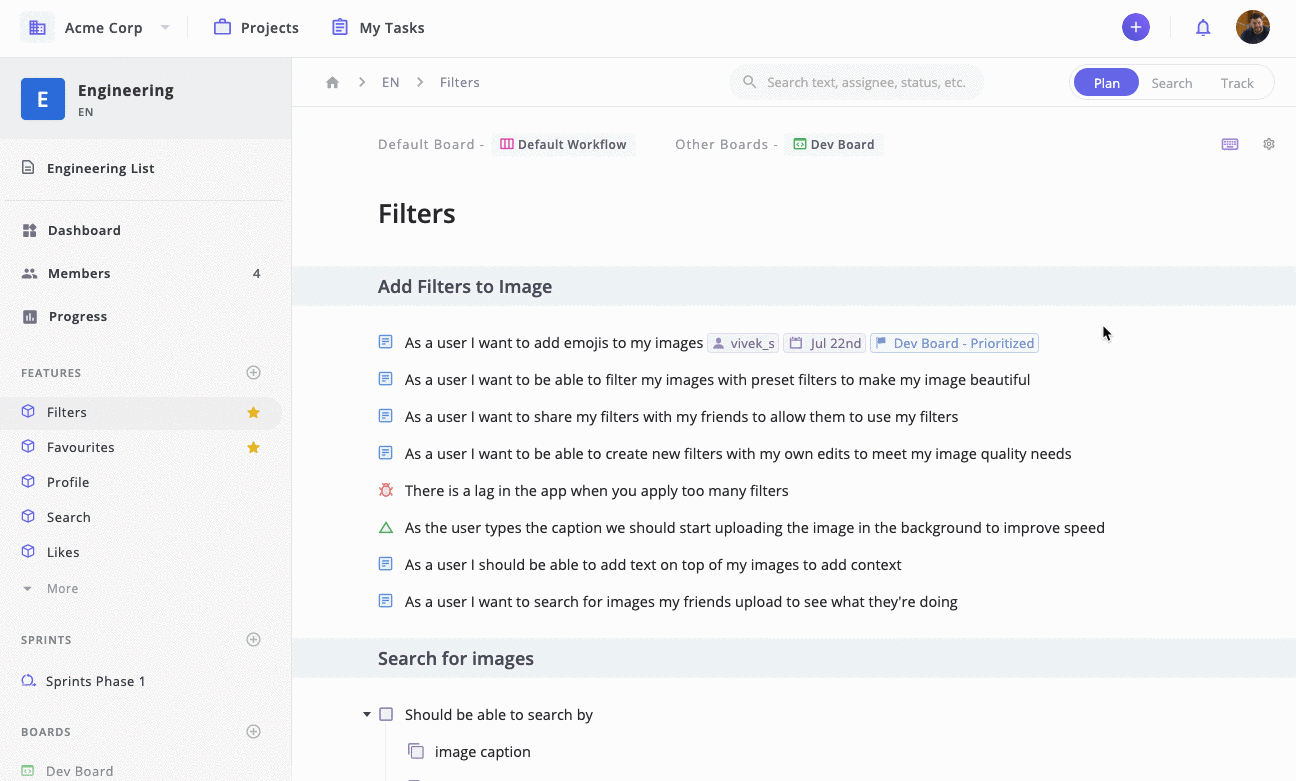 Acme Corp
Projects
My Tasks
E
Engineering
EN
EN
Filters
Search text, assignee, status, etc.
Plan
Search
Track
Engineering List
Dashboard
Members 4
Progress
FEATURES
Filters
Favourites
Profile
Search
Likes
More
SPRINTS
Sprints Phase 1
BOARDS
Dev Board
Default Board - Default Workflow
Other Boards - Dev Board
Filters
Add Filters to Image
As a user I want to add emojis to my images vivek_s Jul 22nd Dev Board - Prioritized
As a user I want to be able to filter my images with preset filters to make my image beautiful
As a user I want to share my filters with my friends to allow them to use my filters
As a user I want to be able to create new filters with my own edits to meet my image quality needs
There is a lag in the app when you apply too many filters
As the user types the caption we should start uploading the image in the background to improve speed
As a user I should be able to add text on top of my images to add context
As a user I want to search for images my friends upload to see what they're doing
Search for images
Should be able to search by
image caption